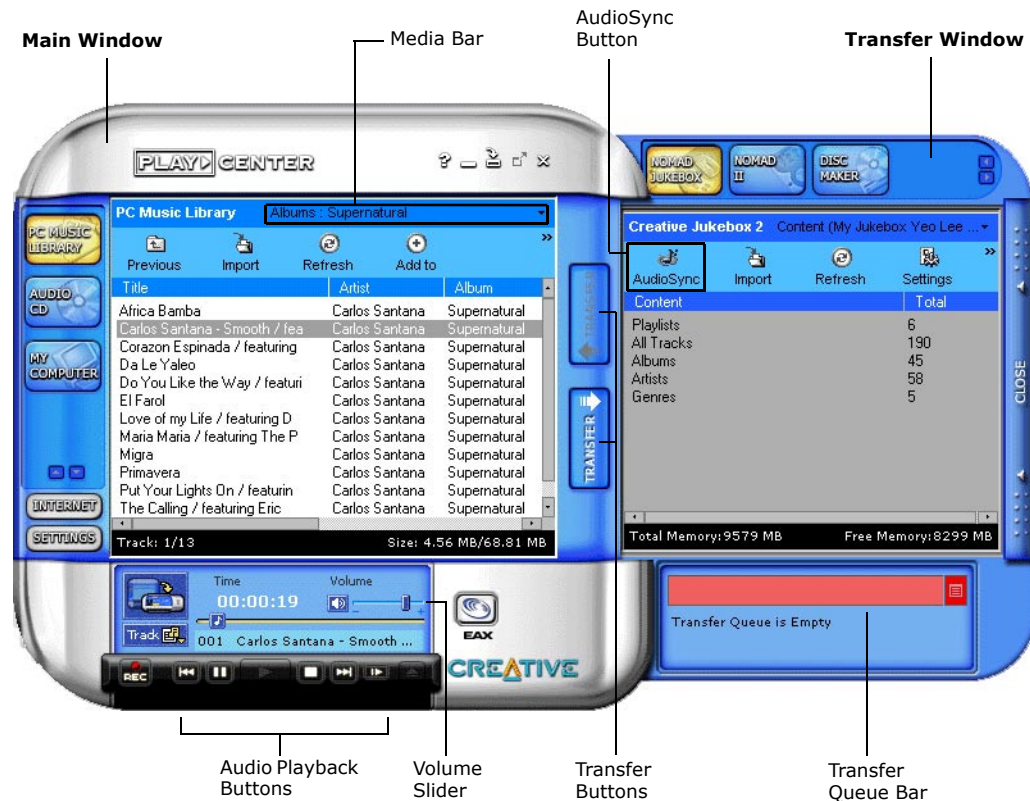 AudioSync
Button
Main Window
Media Bar
Transfer Window
PLAY CENTER
?
NOMAD JUKEBOX
NOMAD II
DISC MAKER
PC MUSIC LIBRARY
AUDIO CD
MY COMPUTER
INTERNET
SETTINGS
PC Music Library Albums : Supernatural
Previous Import Refresh Add to »
Title Artist Album
Africa Bamba Carlos Santana Supernatural
Carlos Santana - Smooth / fea Carlos Santana Supernatural
Corazon Espinada / featuring Carlos Santana Supernatural
Da Le Yaleo Carlos Santana Supernatural
Do You Like the Way / featuri Carlos Santana Supernatural
El Farol Carlos Santana Supernatural
Love of my Life / featuring D Carlos Santana Supernatural
Maria Maria / featuring The P Carlos Santana Supernatural
Migra Carlos Santana Supernatural
Primavera Carlos Santana Supernatural
Put Your Lights On / featurin Carlos Santana Supernatural
The Calling / featuring Eric Carlos Santana Supernatural
Track: 1/13 Size: 4.56 MB/68.81 MB
TRANSFER
TRANSFER
Creative Jukebox 2 Content (My Jukebox Yeo Lee ...
AudioSync Import Refresh Settings »
Content Total
Playlists 6
All Tracks 190
Albums 45
Artists 58
Genres 5
Total Memory:9579 MB Free Memory:8299 MB
CLOSE
Time Volume
00:00:19
- +
Track
001 Carlos Santana - Smooth ...
REC
EAX
CREATIVE
Transfer Queue is Empty
Audio Playback
Buttons
Volume
Slider
Transfer
Buttons
Transfer
Queue Bar